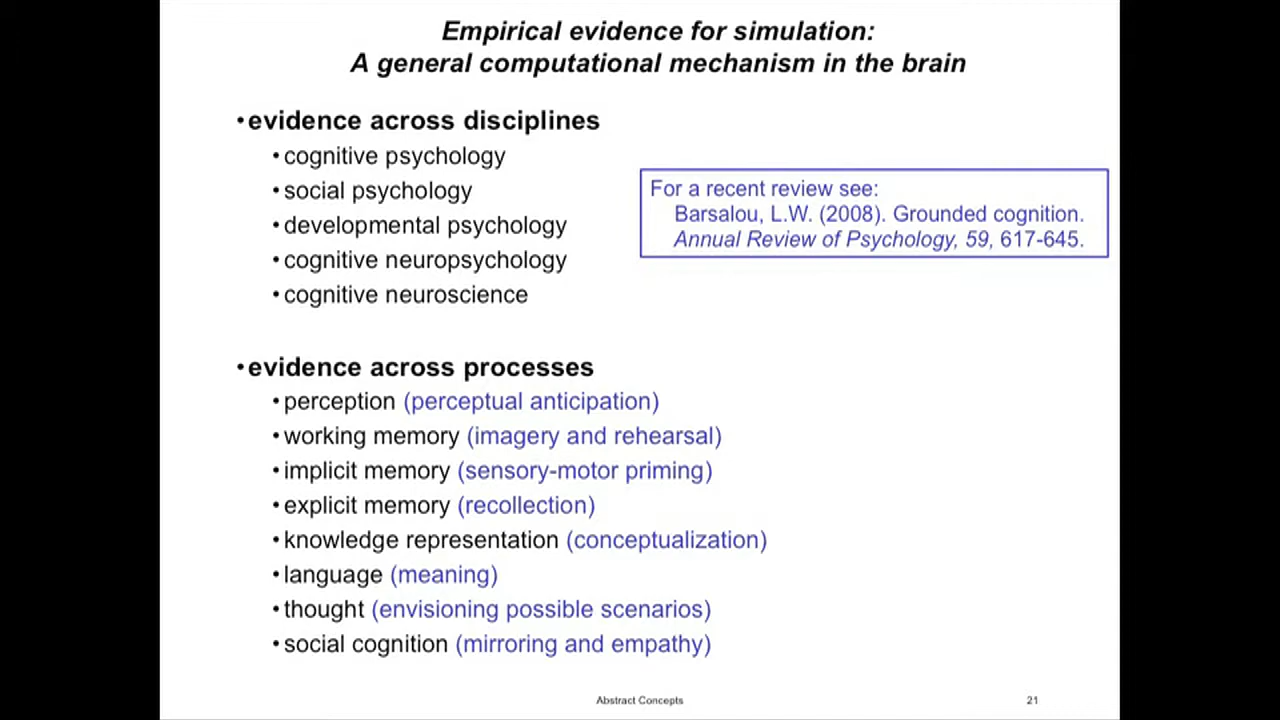 Empirical evidence for simulation:
A general computational mechanism in the brain
•evidence across disciplines
•cognitive psychology
•social psychology
•developmental psychology
•cognitive neuropsychology
•cognitive neuroscience
For a recent review see:
Barsalou, L.W. (2008). Grounded cognition.
Annual Review of Psychology, 59, 617-645.
•evidence across processes
•perception (perceptual anticipation)
•working memory (imagery and rehearsal)
•implicit memory (sensory-motor priming)
•explicit memory (recollection)
•knowledge representation (conceptualization)
•language (meaning)
•thought (envisioning possible scenarios)
•social cognition (mirroring and empathy)
Abstract Concepts
21